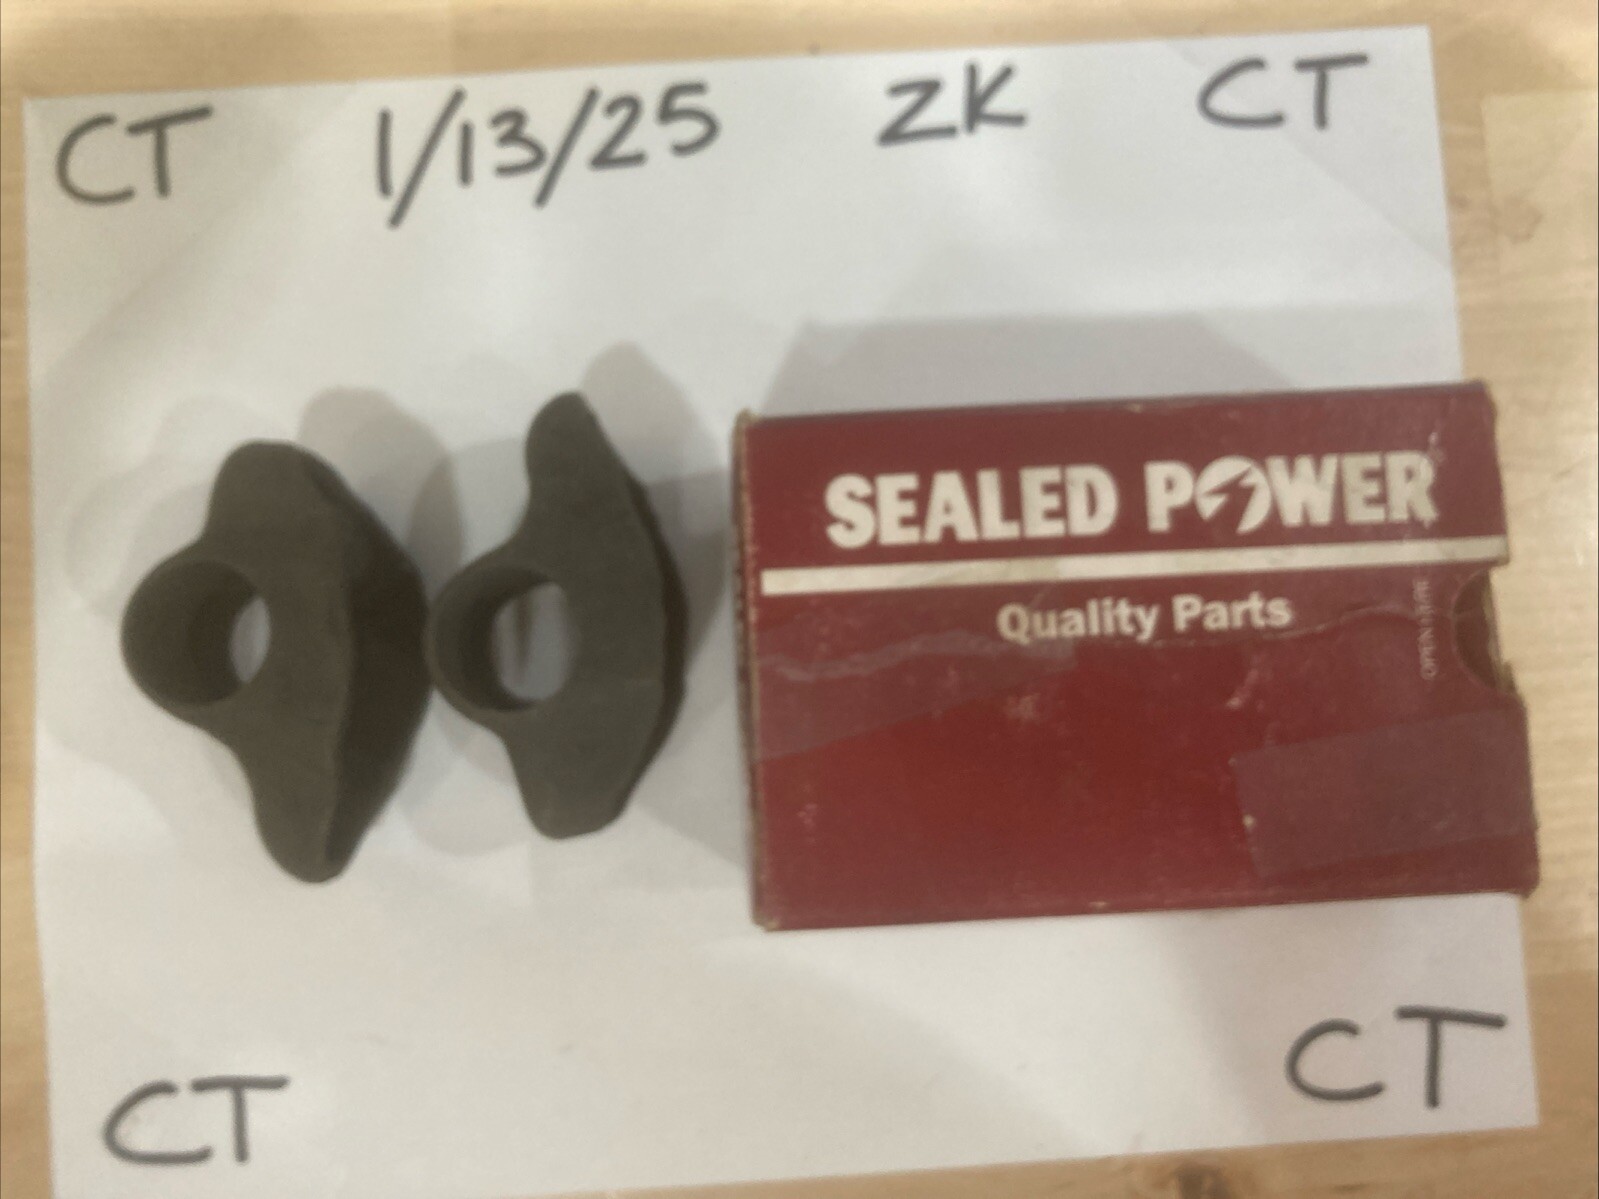 CT 1/13/25 ZK CT
SEALED POWER
Quality Parts
CT CT